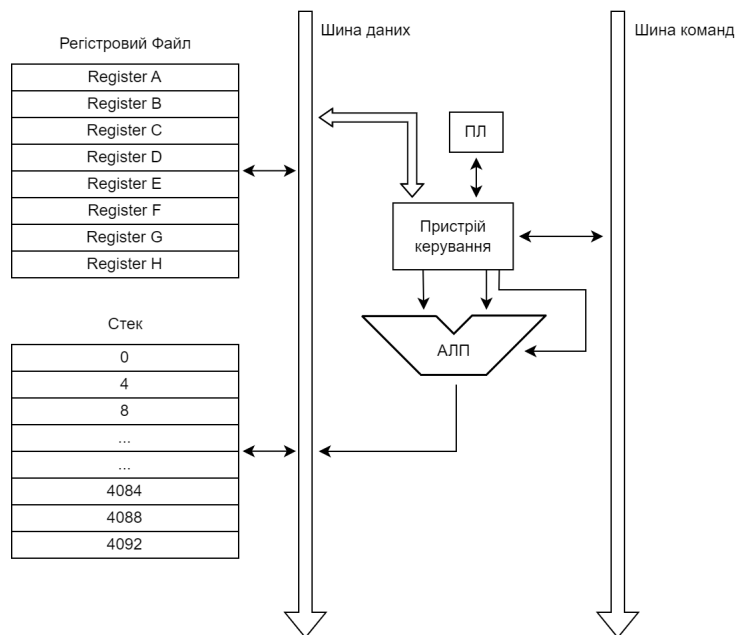 Шина даних
Шина команд
Регістровий Файл
Register A
Register B
Register C
Register D
Register E
Register F
Register G
Register H
ПЛ
Пристрій
керування
АЛП
Стек
0
4
8
...
...
4084
4088
4092